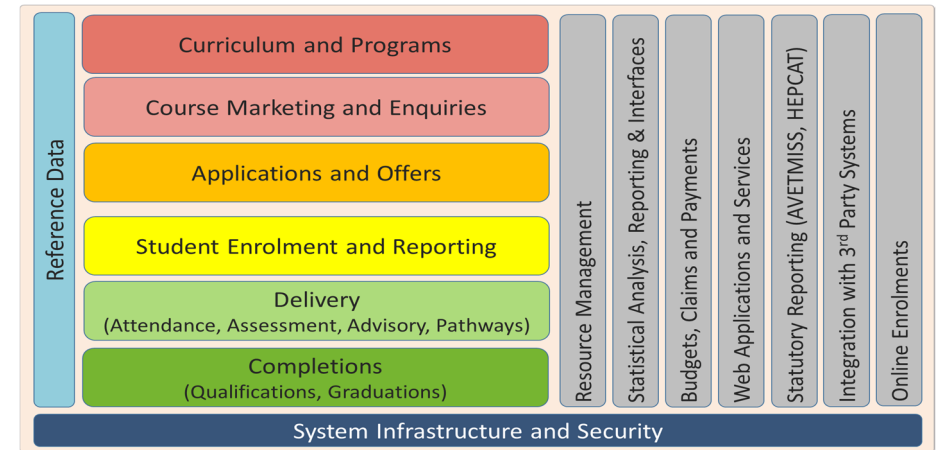 Reference Data
Curriculum and Programs
Course Marketing and Enquiries
Applications and Offers
Student Enrolment and Reporting
Delivery
(Attendance, Assessment, Advisory, Pathways)
Completions
(Qualifications, Graduations)
Resource Management
Statistical Analysis, Reporting & Interfaces
Budgets, Claims and Payments
Web Applications and Services
Statutory Reporting (AVETMISS, HEPCAT)
Integration with 3rd Party Systems
Online Enrolments
System Infrastructure and Security